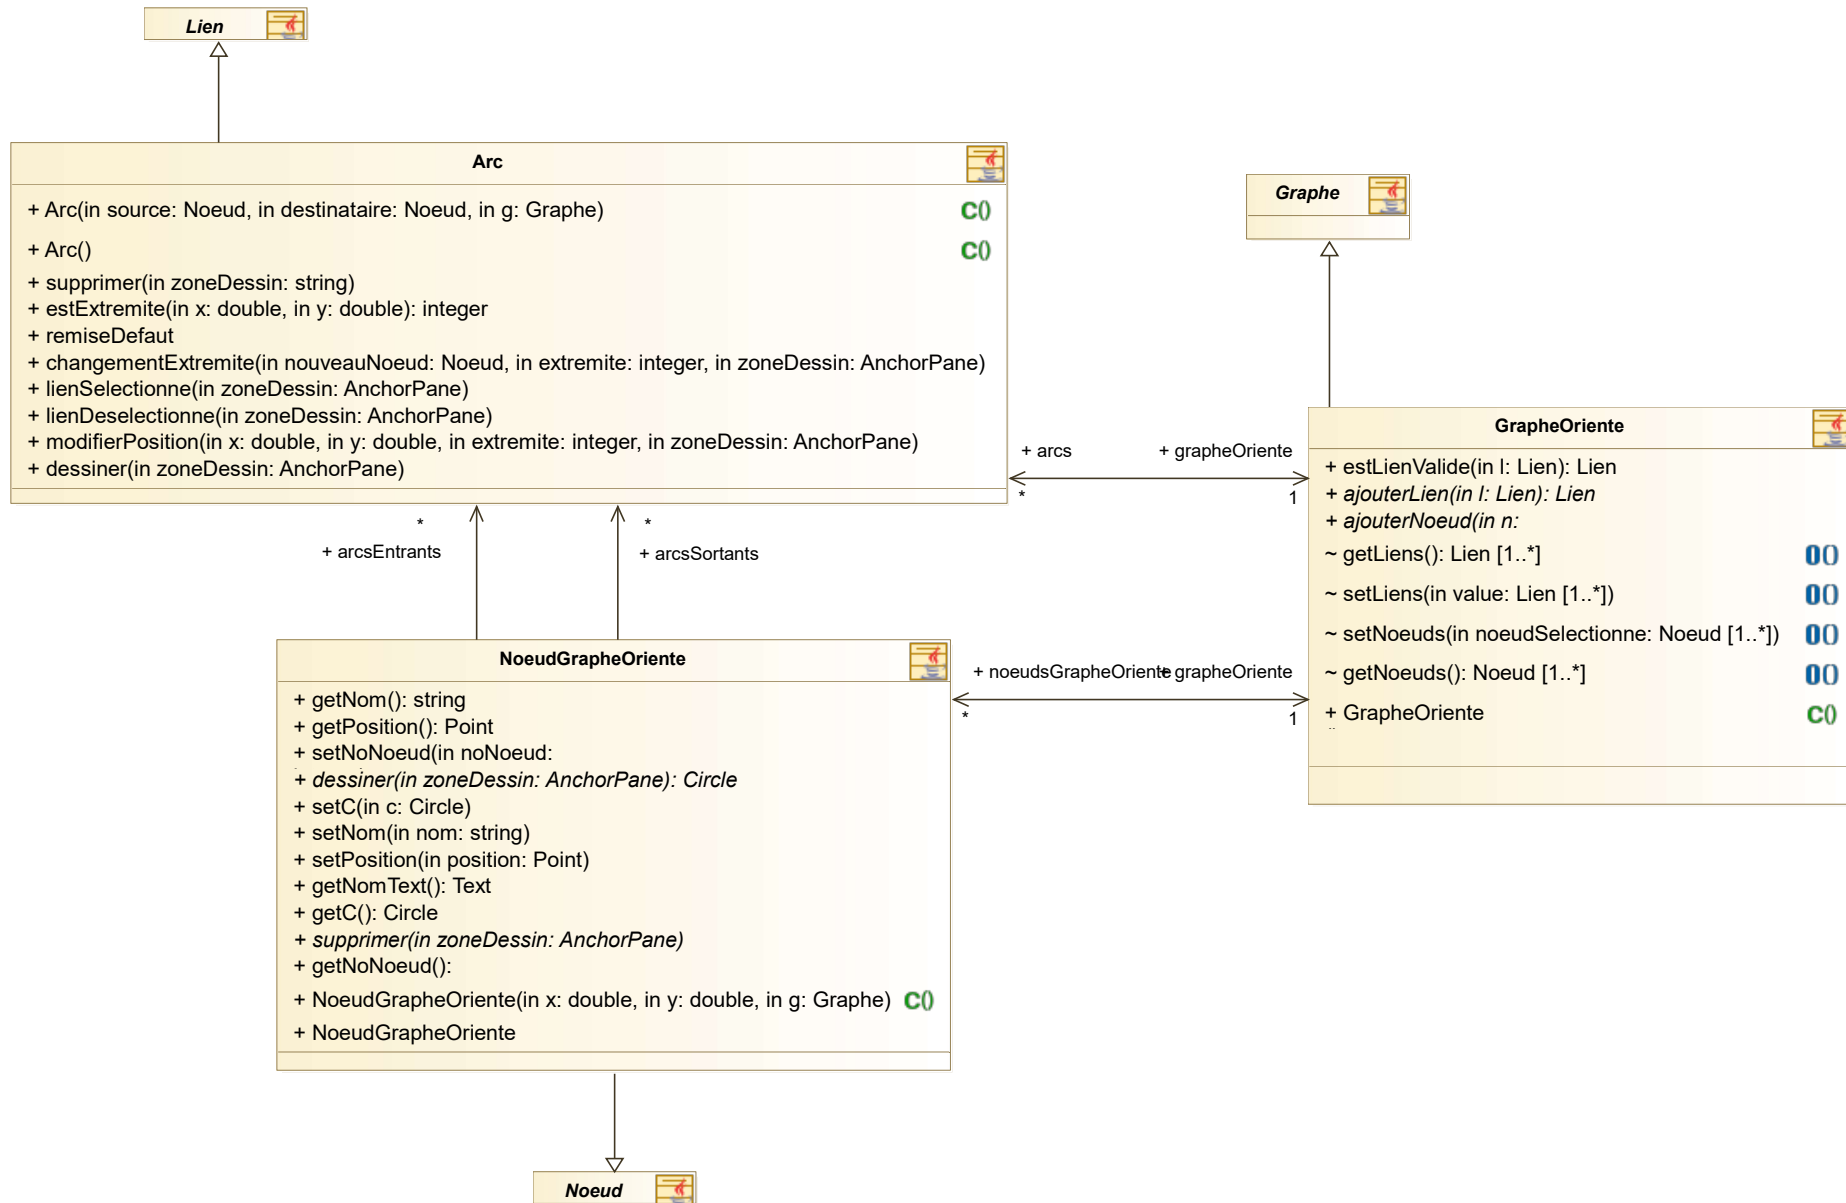 Lien
Arc
+ Arc(in source: Noeud, in destinataire: Noeud, in g: Graphe) C()
+ Arc() C()
+ supprimer(in zoneDessin: string)
+ estExtremite(in x: double, in y: double): integer
+ remiseDefaut
+ changementExtremite(in nouveauNoeud: Noeud, in extremite: integer, in zoneDessin: AnchorPane)
+ lienSelectionne(in zoneDessin: AnchorPane)
+ lienDeselectionne(in zoneDessin: AnchorPane)
+ modifierPosition(in x: double, in y: double, in extremite: integer, in zoneDessin: AnchorPane)
+ dessiner(in zoneDessin: AnchorPane)
Graphe
+ arcs
*
+ grapheOriente
1
GrapheOriente
+ estLienValide(in l: Lien): Lien
+ ajouterLien(in l: Lien): Lien
+ ajouterNoeud(in n:
~ getLiens(): Lien [1..*] 0()
~ setLiens(in value: Lien [1..*]) 0()
~ setNoeuds(in noeudSelectionne: Noeud [1..*]) 0()
~ getNoeuds(): Noeud [1..*] 0()
+ GrapheOriente C()
*
+ arcsEntrants
*
+ arcsSortants
+ noeudsGrapheOriente
*
+ grapheOriente
1
NoeudGrapheOriente
+ getNom(): string
+ getPosition(): Point
+ setNoNoeud(in noNoeud:
+ dessiner(in zoneDessin: AnchorPane): Circle
+ setC(in c: Circle)
+ setNom(in nom: string)
+ setPosition(in position: Point)
+ getNomText(): Text
+ getC(): Circle
+ supprimer(in zoneDessin: AnchorPane)
+ getNoNoeud():
+ NoeudGrapheOriente(in x: double, in y: double, in g: Graphe) C()
+ NoeudGrapheOriente
Noeud